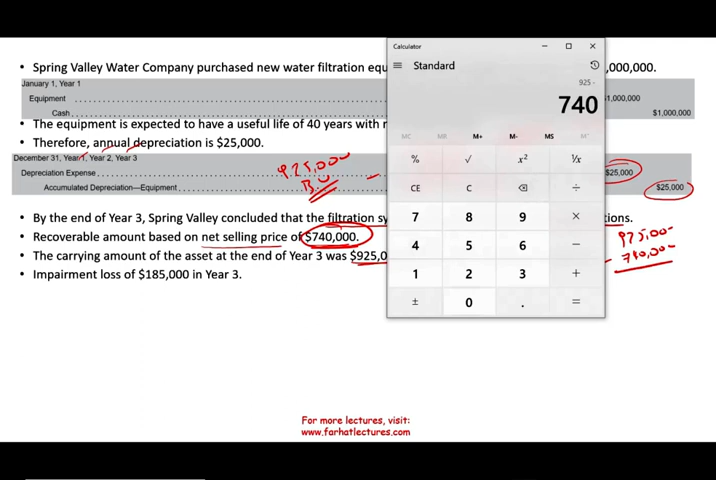 Calculator
Standard
925 -
740
MC MR M+ M- MS M˅
% √ x² ¹/x
CE C ÷
7 8 9 ×
4 5 6 −
1 2 3 +
± 0 . =
• Spring Valley Water Company purchased new water filtration equ ,000,000.
January 1, Year 1
Equipment 1,000,000
Cash $1,000,000
• The equipment is expected to have a useful life of 40 years with
• Therefore, annual depreciation is $25,000.
December 31, Year 1, Year 2, Year 3
Depreciation Expense $25,000
Accumulated Depreciation—Equipment $25,000
925,000
B.V
• By the end of Year 3, Spring Valley concluded that the filtration sy tions.
• Recoverable amount based on net selling price of $740,000.
• The carrying amount of the asset at the end of Year 3 was $925,0
• Impairment loss of $185,000 in Year 3.
925,00
- 740,00
For more lectures, visit:
www.farhatlectures.com